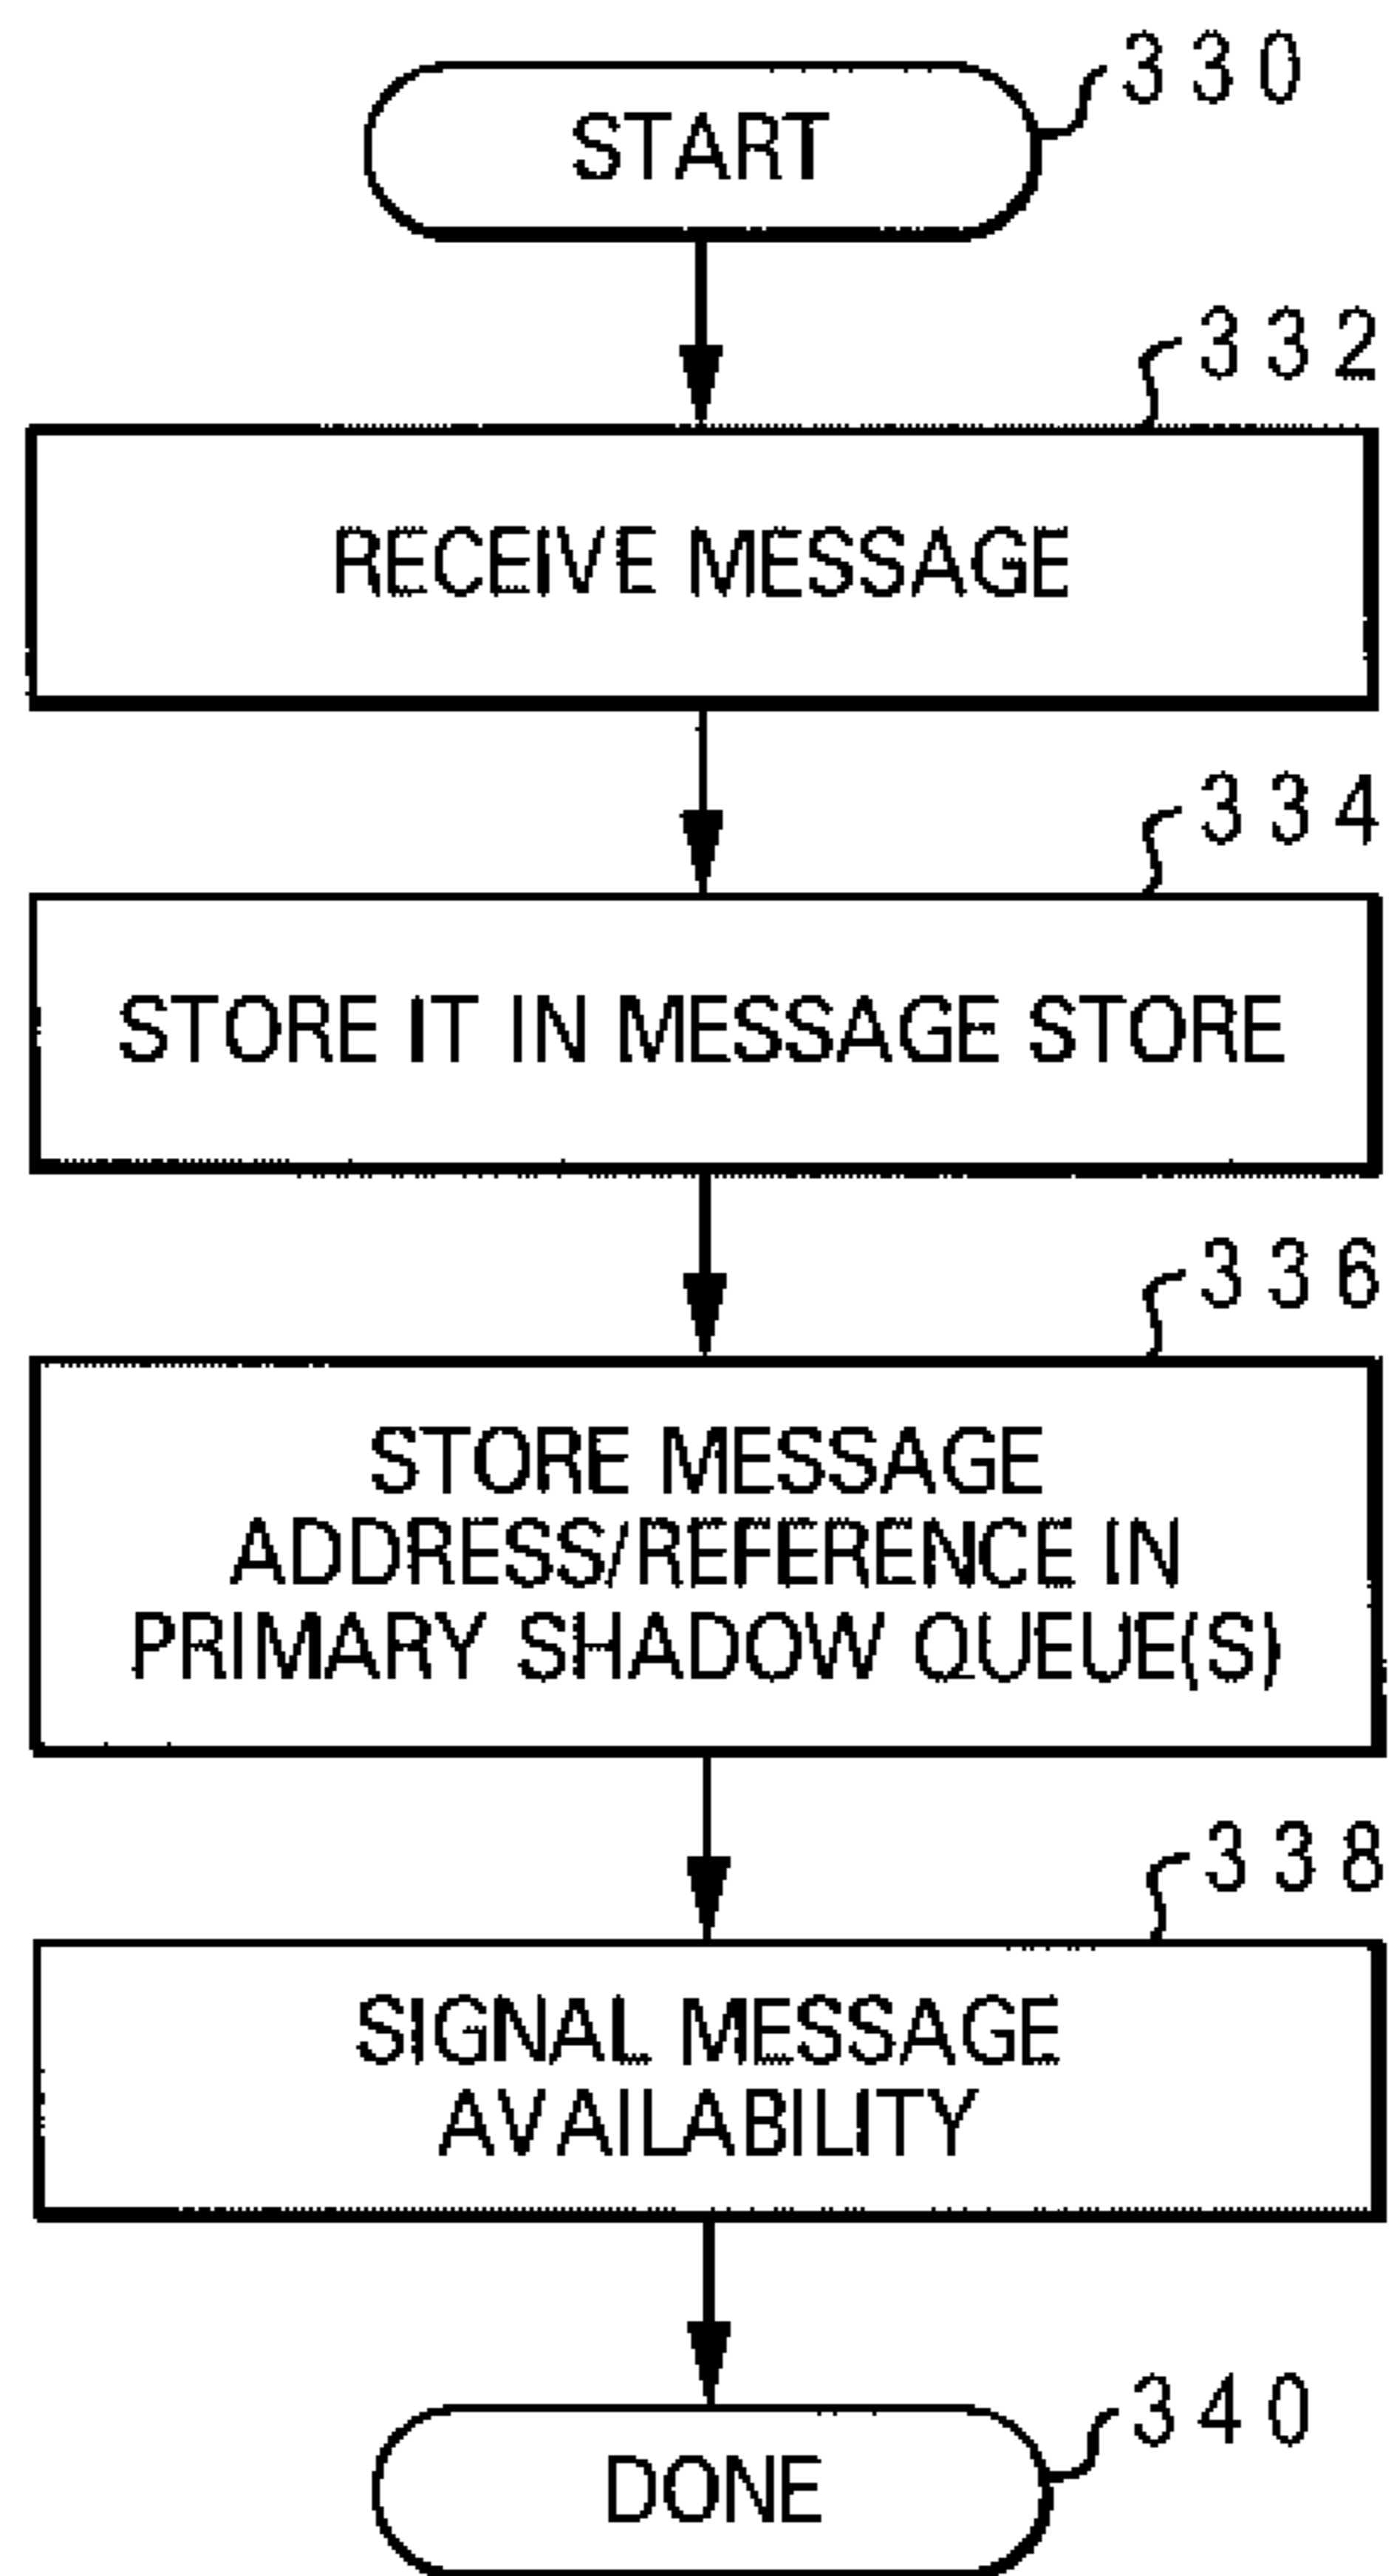 330
START
332
RECEIVE MESSAGE
334
STORE IT IN MESSAGE STORE
336
STORE MESSAGE
ADDRESS/REFERENCE IN
PRIMARY SHADOW QUEUE(S)
338
SIGNAL MESSAGE
AVAILABILITY
340
DONE